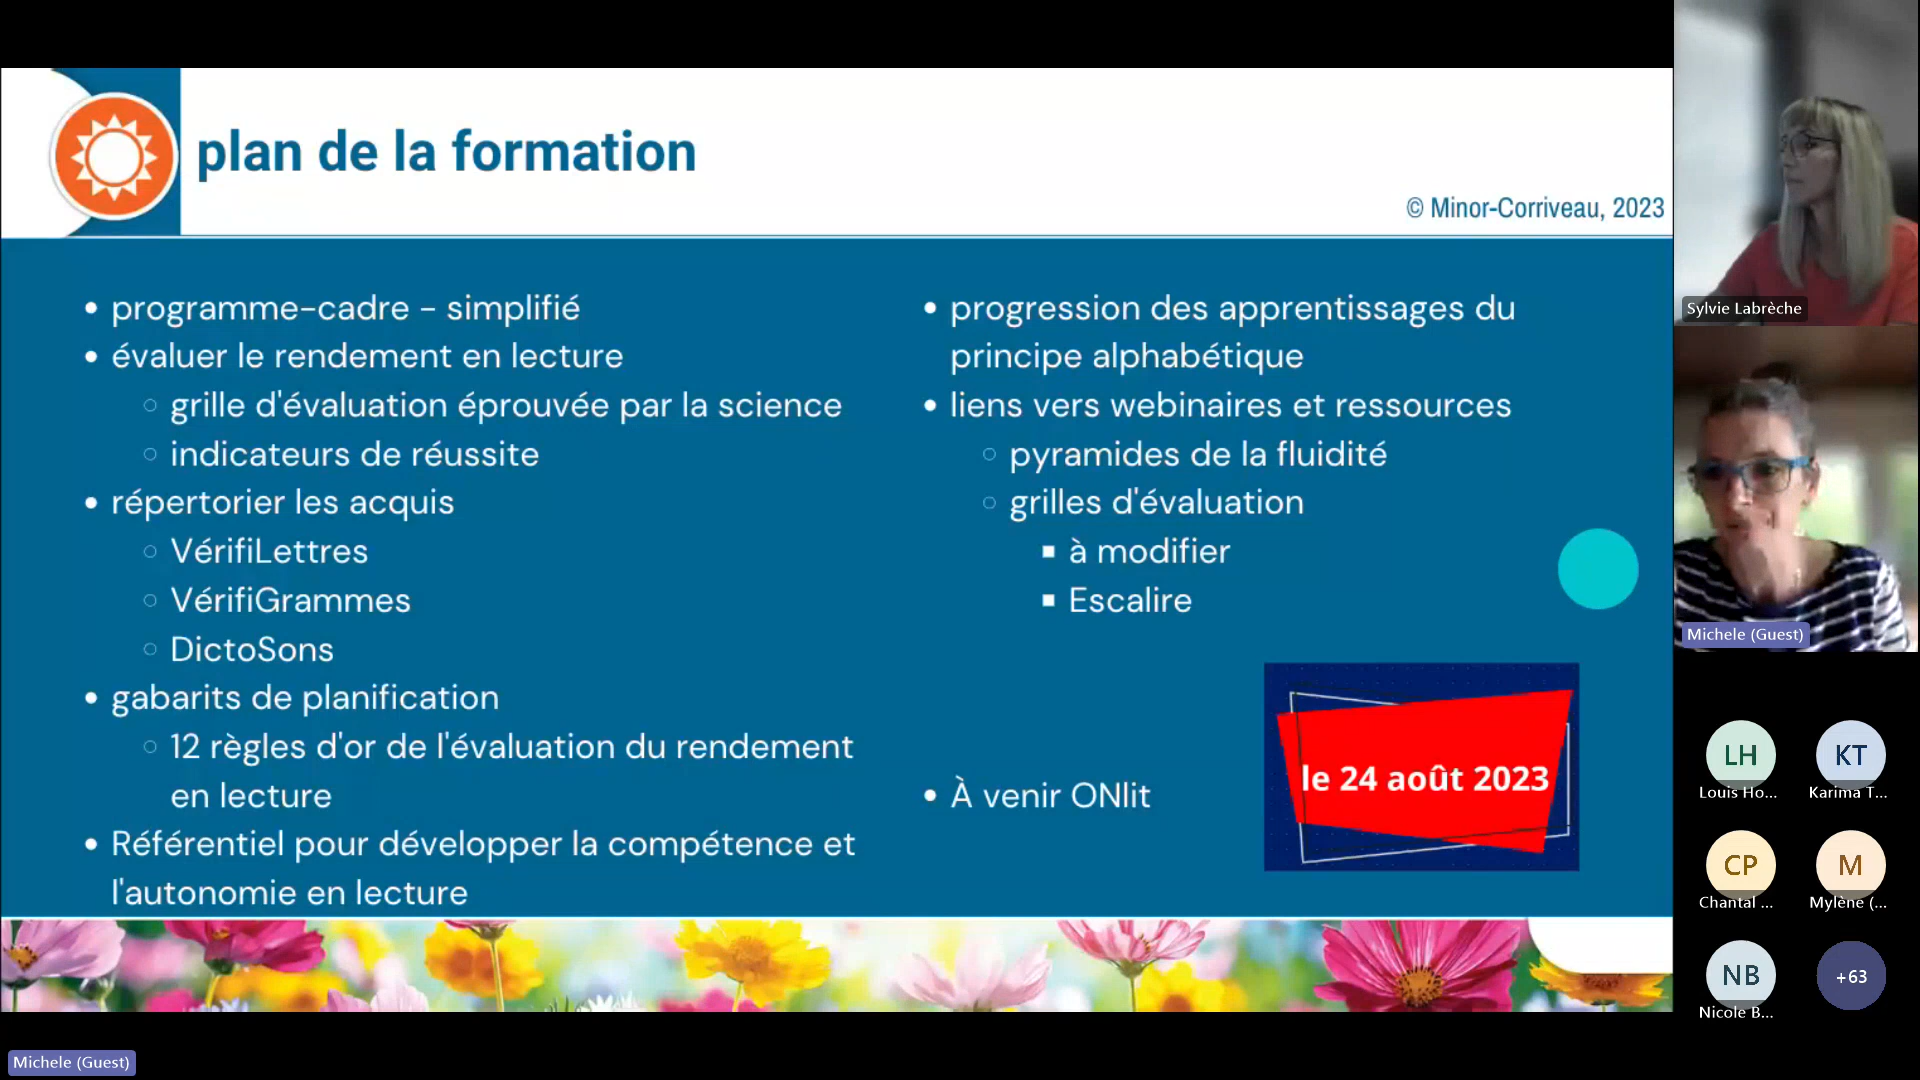 plan de la formation
© Minor-Corriveau, 2023
• programme-cadre - simplifié
• évaluer le rendement en lecture
○ grille d'évaluation éprouvée par la science
○ indicateurs de réussite
• répertorier les acquis
○ VérifiLettres
○ VérifiGrammes
○ DictoSons
• gabarits de planification
○ 12 règles d'or de l'évaluation du rendement
en lecture
• Référentiel pour développer la compétence et
l'autonomie en lecture
• progression des apprentissages du
principe alphabétique
• liens vers webinaires et ressources
○ pyramides de la fluidité
○ grilles d'évaluation
▪ à modifier
▪ Escalire
• À venir ONlit
le 24 août 2023
Sylvie Labrèche
Michele (Guest)
LH
Louis Ho...
KT
Karima T...
CP
Chantal ...
M
Mylène (...
NB
Nicole B...
+63
Michele (Guest)